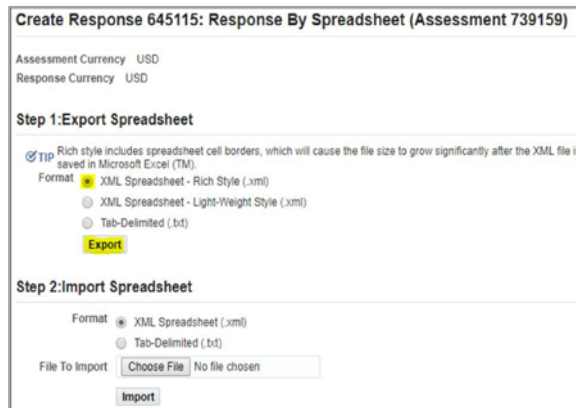 Create Response 645115: Response By Spreadsheet (Assessment 739159)
Assessment Currency USD
Response Currency USD
Step 1:Export Spreadsheet
TIP Rich style includes spreadsheet cell borders, which will cause the file size to grow significantly after the XML file
saved in Microsoft Excel (TM).
Format XML Spreadsheet - Rich Style (.xml)
XML Spreadsheet - Light-Weight Style (.xml)
Tab-Delimited (.txt)
Export
Step 2:Import Spreadsheet
Format XML Spreadsheet (.xml)
Tab-Delimited (.txt)
File To Import Choose File No file chosen
Import